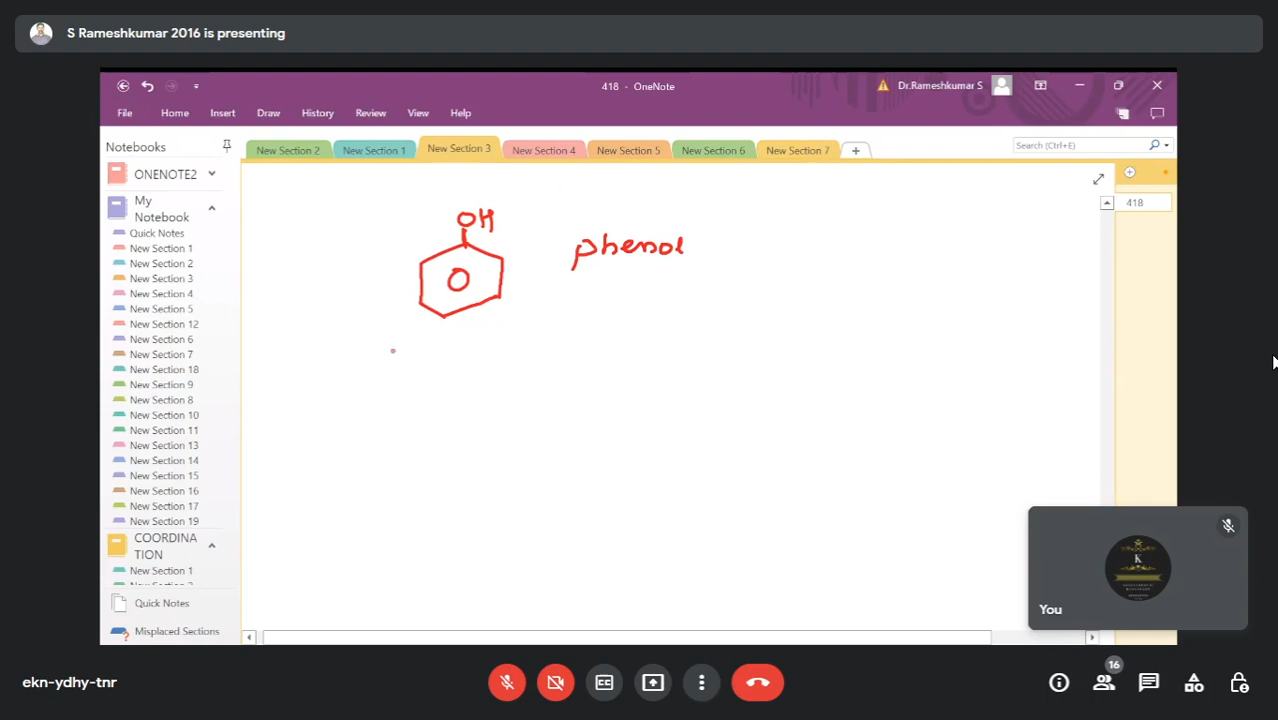 S Rameshkumar 2016 is presenting
418 - OneNote
Dr.Rameshkumar S
File Home Insert Draw History Review View Help
Notebooks
New Section 2 New Section 1 New Section 3 New Section 4 New Section 5 New Section 6 New Section 7
Search (Ctrl+E)
ONENOTE2
My
Notebook
Quick Notes
New Section 1
New Section 2
New Section 3
New Section 4
New Section 5
New Section 12
New Section 6
New Section 7
New Section 18
New Section 9
New Section 8
New Section 10
New Section 11
New Section 13
New Section 14
New Section 15
New Section 16
New Section 17
New Section 19
COORDINA
TION
New Section 1
Quick Notes
Misplaced Sections
418
OH
phenol
K
You
ekn-ydhy-tnr
CC
16